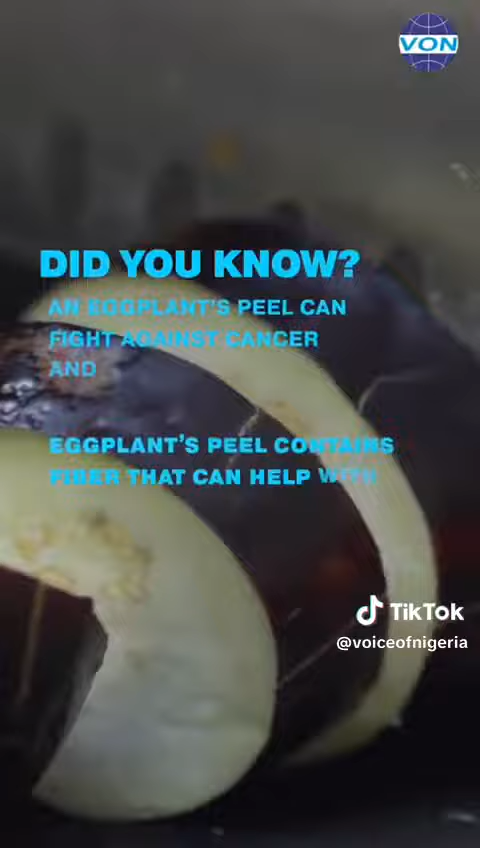 VON
DID YOU KNOW?
AN EGGPLANT'S PEEL CAN
FIGHT AGAINST CANCER
AND
EGGPLANT'S PEEL CONTAINS
FIBER THAT CAN HELP WITH
TikTok
@voiceofnigeria